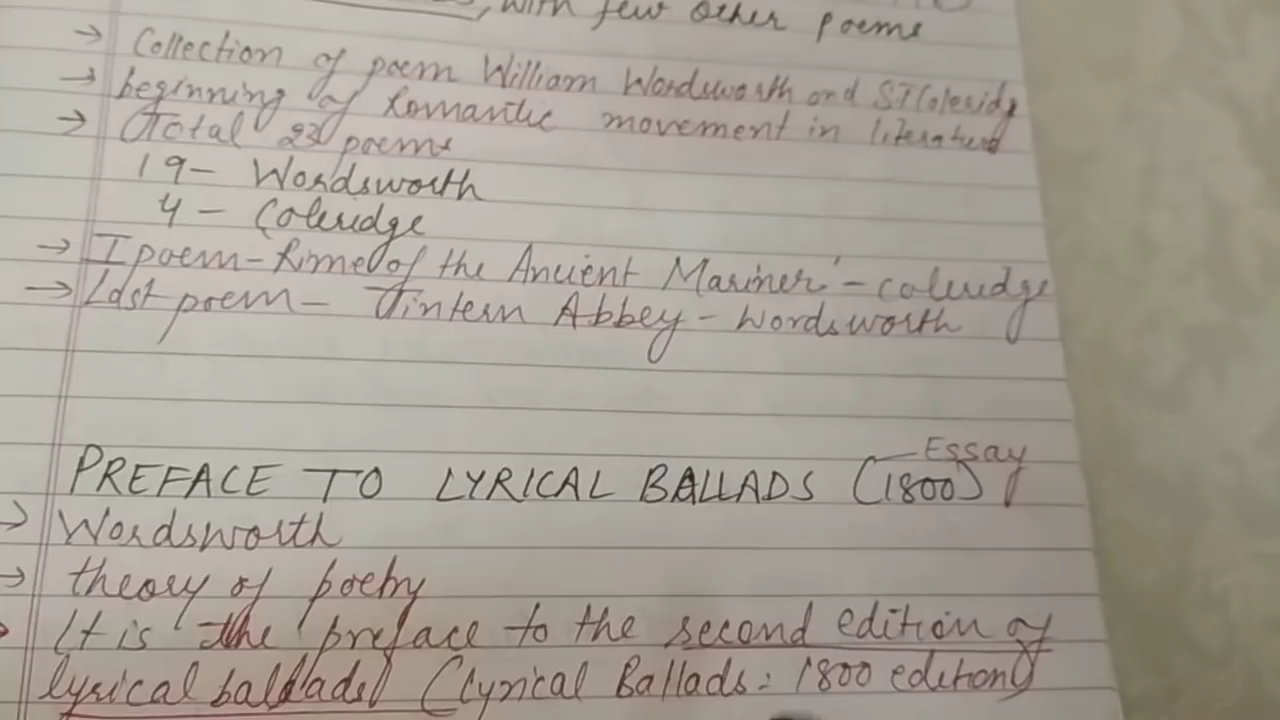 , with few other poems
→ Collection of poem William Wordsworth and ST Coleridge
→ beginning of Romantic movement in literature
→ Total 23 poems
19 - Wordsworth
4 - Coleridge
→ I poem - Rime of the Ancient Mariner' - coleridge
→ Last poem - Tintern Abbey - Wordsworth
Essay
PREFACE TO LYRICAL BALLADS (1800)
→ Wordsworth
→ theory of poetry
It is the preface to the second edition of
lyrical ballads (Lyrical Ballads: 1800 edition)